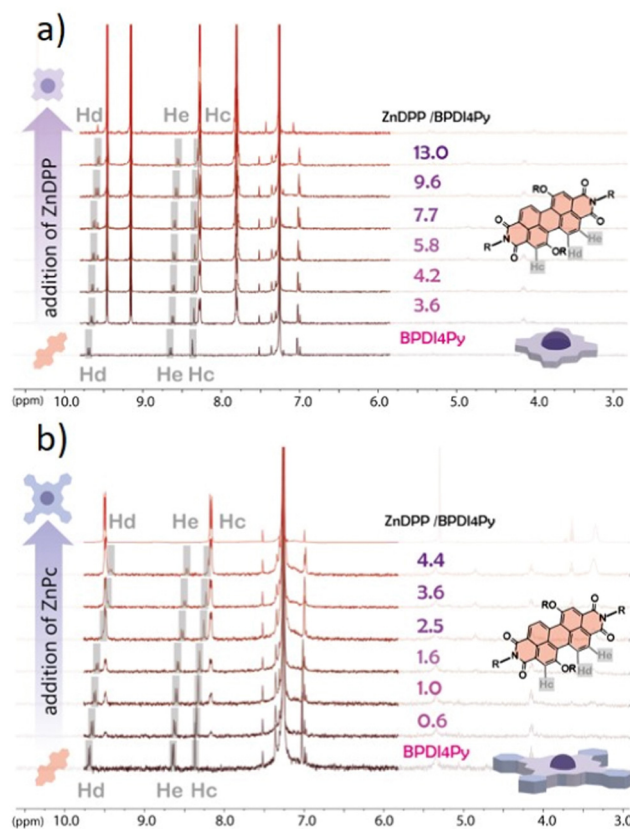 a)
Hd He Hc
ZnDPP /BPDI4Py
13.0
9.6
7.7
5.8
4.2
3.6
BPDI4Py
addition of ZnDPP
RO
O
N
R
O
O
R
N
O
OR
He
Hd
Hc
Hd He Hc
(ppm) 10.0 9.0 8.0 7.0 6.0 5.0 4.0 3.0
b)
Hd He Hc
ZnDPP /BPDI4Py
4.4
3.6
2.5
1.6
1.0
0.6
BPDI4Py
addition of ZnPc
RO
O
N
R
O
O
R
N
O
OR
He
Hd
Hc
Hd He Hc
(ppm) 10.0 9.0 8.0 7.0 6.0 5.0 4.0 3.0